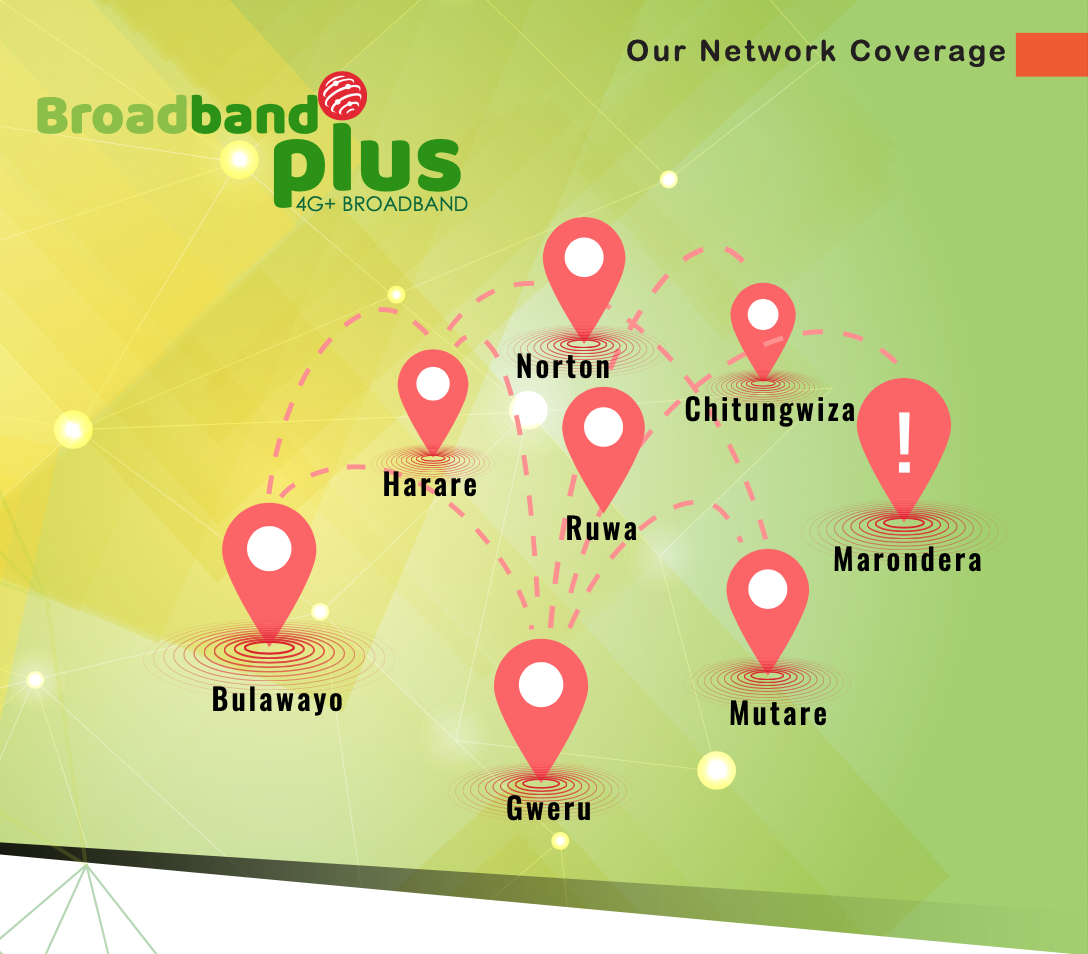 Our Network Coverage
Broadband
plus
4G+ BROADBAND
Norton
Chitungwiza
Harare
!
Ruwa
Marondera
Bulawayo
Mutare
Gweru